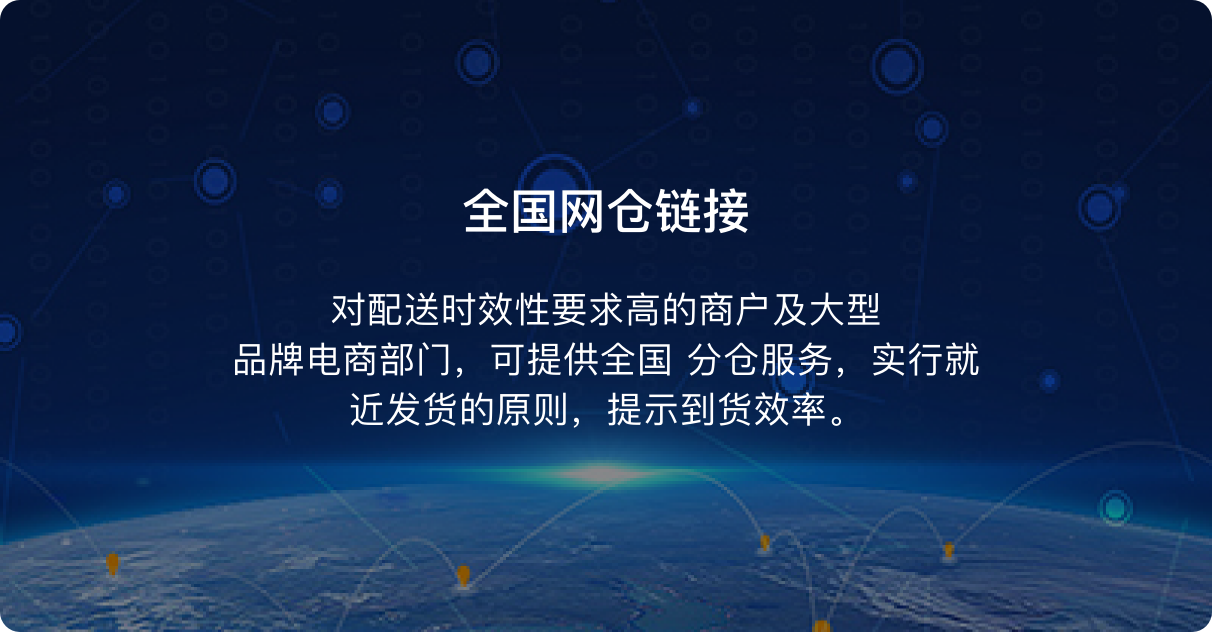 全国网仓链接
对配送时效性要求高的商户及大型
品牌电商部门，可提供全国 分仓服务，实行就
近发货的原则，提示到货效率。